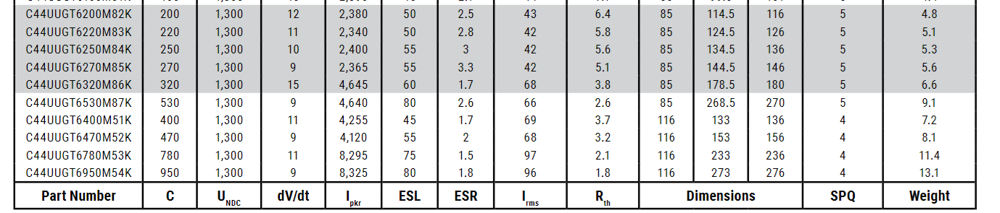 C44UUGT6200M82K 200 1,300 12 2,380 50 2.5 43 6.4 85 114.5 116 5 4.8
C44UUGT6220M83K 220 1,300 11 2,340 50 2.8 42 5.8 85 124.5 126 5 5.1
C44UUGT6250M84K 250 1,300 10 2,400 55 3 42 5.6 85 134.5 136 5 5.3
C44UUGT6270M85K 270 1,300 9 2,365 55 3.3 42 5.1 85 144.5 146 5 5.6
C44UUGT6320M86K 320 1,300 15 4,645 60 1.7 68 3.8 85 178.5 180 5 6.6
C44UUGT6530M87K 530 1,300 9 4,640 80 2.6 66 2.6 85 268.5 270 5 9.1
C44UUGT6400M51K 400 1,300 11 4,255 45 1.7 69 3.7 116 133 136 4 7.2
C44UUGT6470M52K 470 1,300 9 4,120 55 2 68 3.2 116 153 156 4 8.1
C44UUGT6780M53K 780 1,300 11 8,295 75 1.5 97 2.1 116 233 236 4 11.4
C44UUGT6950M54K 950 1,300 9 8,325 80 1.8 96 1.8 116 273 276 4 13.1
Part Number C UNDC dV/dt Ipkr ESL ESR Irms Rth Dimensions SPQ Weight